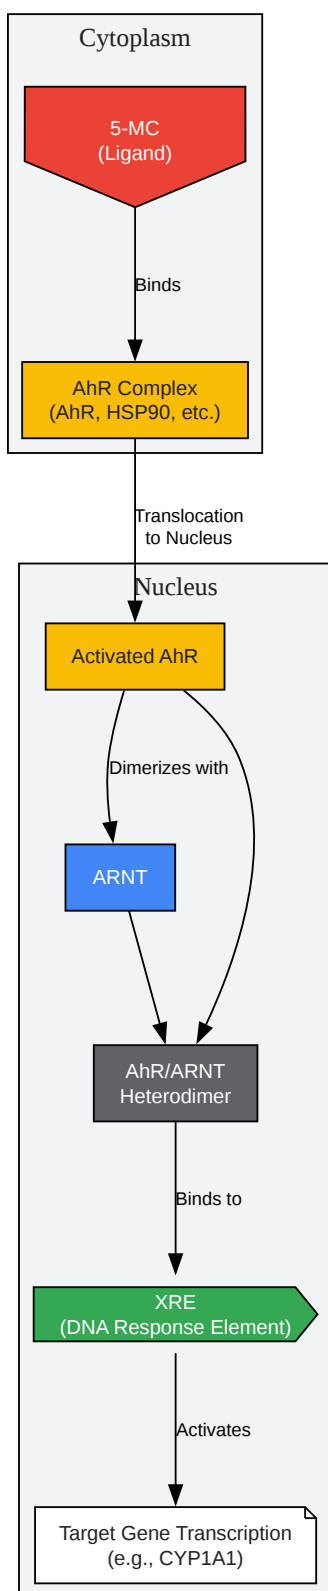 Cytoplasm
5-MC
(Ligand)
Binds
AhR Complex
(AhR, HSP90, etc.)
Translocation
to Nucleus
Nucleus
Activated AhR
Dimerizes with
ARNT
AhR/ARNT
Heterodimer
Binds to
XRE
(DNA Response Element)
Activates
Target Gene Transcription
(e.g., CYP1A1)